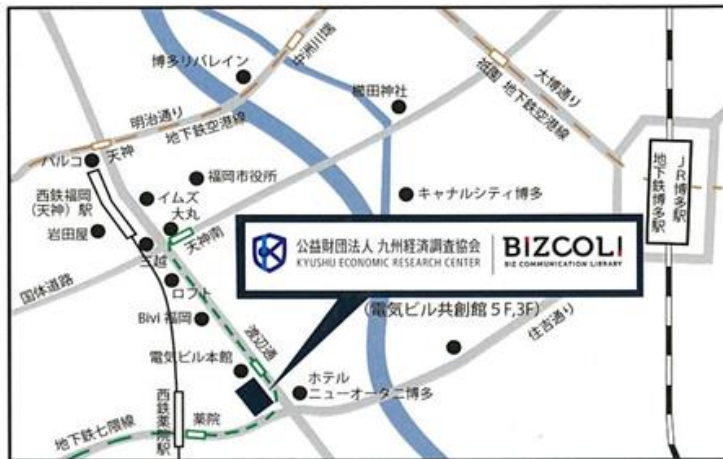 博多リバレイン
中洲川端
櫛田神社
祇園
大博通り
地下鉄空港線
明治通り
地下鉄空港線
パルコ
天神
福岡市役所
西鉄福岡
(天神)駅
イムズ
大丸
キャナルシティ博多
JR博多駅
地下鉄博多駅
岩田屋
天神南
三越
国体道路
ロフト
公益財団法人 九州経済調査協会
KYUSHU ECONOMIC RESEARCH CENTER
BIZCOLI
BIZ COMMUNICATION LIBRARY
(電気ビル共創館5F,3F)
Bivi 福岡
渡辺通
住吉通り
電気ビル本館
ホテル
ニューオータニ博多
西鉄薬院駅
薬院
地下鉄七隈線